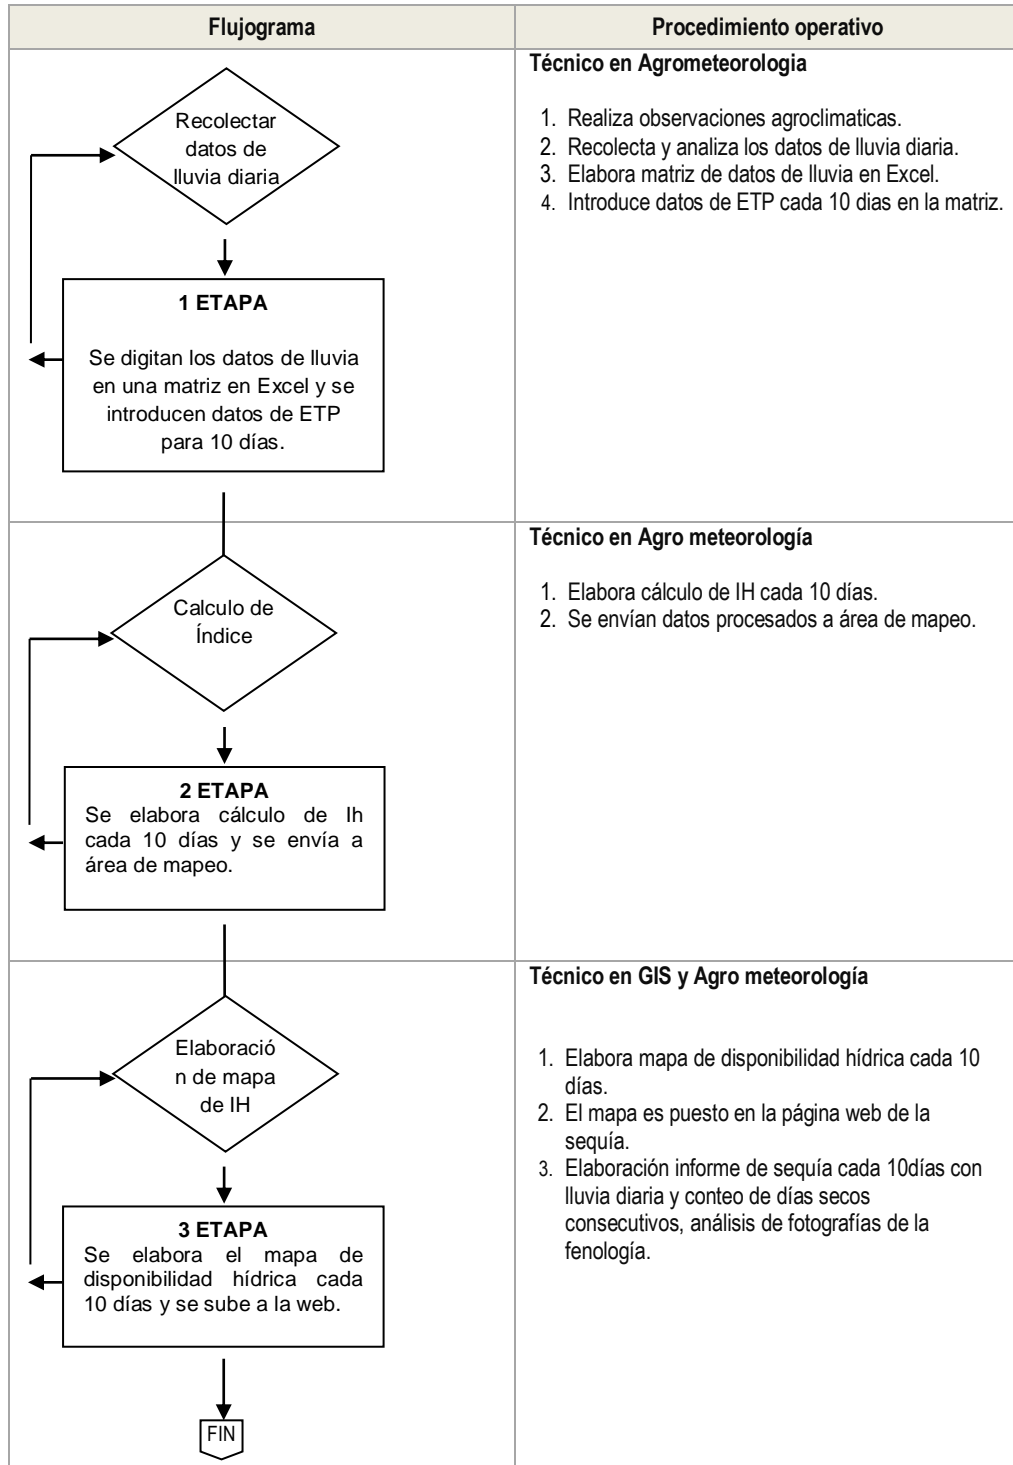 Flujograma
Procedimiento operativo
Recolectar
datos de
lluvia diaria
1 ETAPA
Se digitan los datos de lluvia
en una matriz en Excel y se
introducen datos de ETP
para 10 días.
Técnico en Agrometeorologia
1. Realiza observaciones agroclimaticas.
2. Recolecta y analiza los datos de lluvia diaria.
3. Elabora matriz de datos de lluvia en Excel.
4. Introduce datos de ETP cada 10 dias en la matriz.
Calculo de
Índice
2 ETAPA
Se elabora cálculo de Ih
cada 10 días y se envía a
área de mapeo.
Técnico en Agro meteorología
1. Elabora cálculo de IH cada 10 días.
2. Se envían datos procesados a área de mapeo.
Elaboració
n de mapa
de IH
3 ETAPA
Se elabora el mapa de
disponibilidad hídrica cada
10 días y se sube a la web.
FIN
Técnico en GIS y Agro meteorología
1. Elabora mapa de disponibilidad hídrica cada 10
días.
2. El mapa es puesto en la página web de la
sequía.
3. Elaboración informe de sequía cada 10días con
lluvia diaria y conteo de días secos
consecutivos, análisis de fotografías de la
fenología.